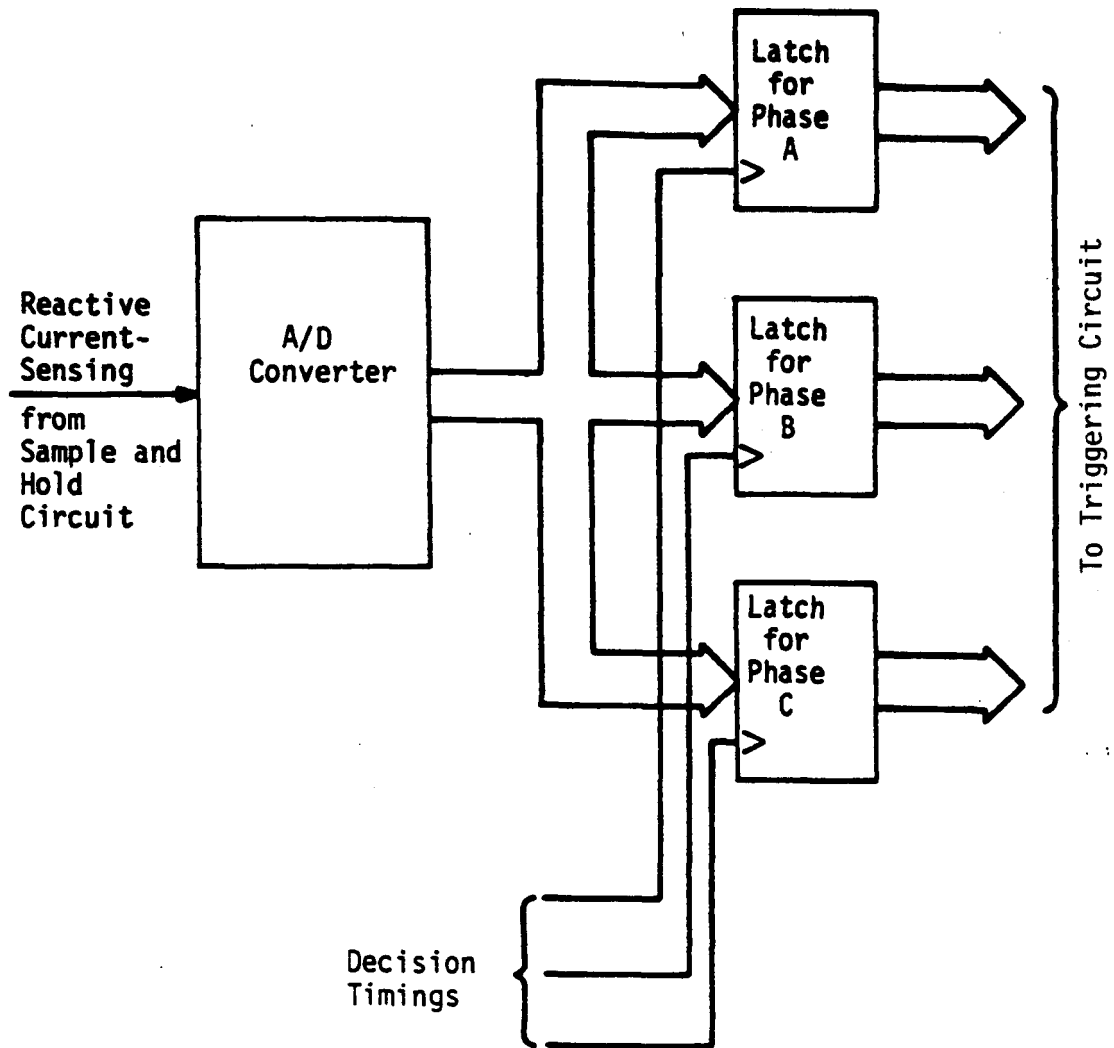 Reactive
Current-
Sensing
from
Sample and
Hold
Circuit
A/D
Converter
Latch
for
Phase
A
Latch
for
Phase
B
Latch
for
Phase
C
To Triggering Circuit
Decision
Timings